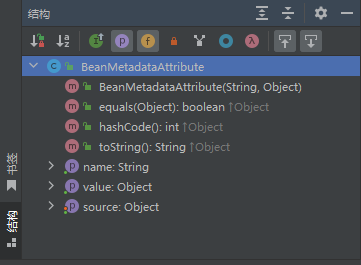 结构
BeanMetadataAttribute
BeanMetadataAttribute(String, Object)
equals(Object): boolean ↑Object
hashCode(): int ↑Object
toString(): String ↑Object
name: String
value: Object
source: Object
书签
结构